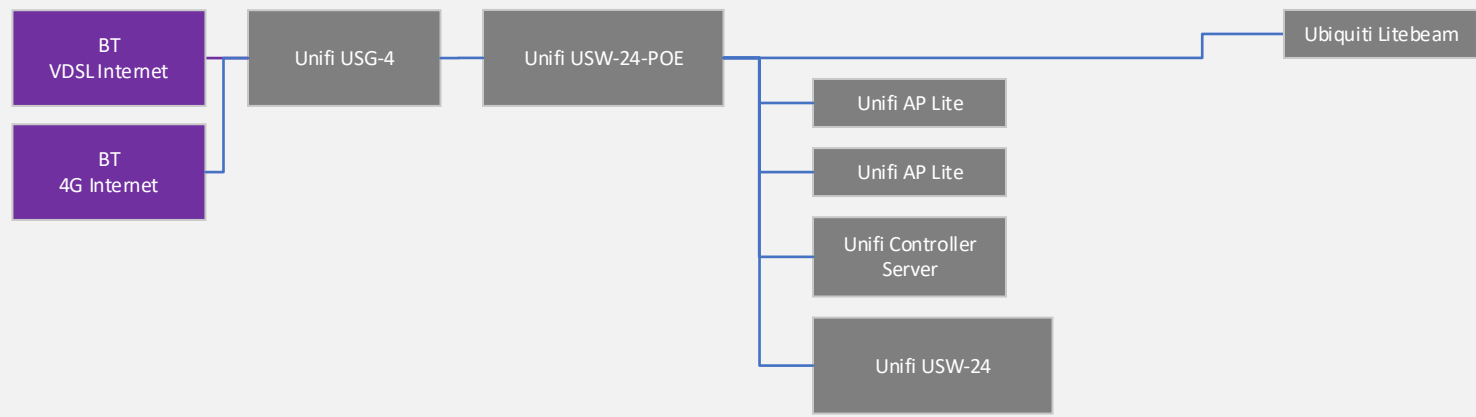 BT
VDSL Internet
Unifi USG-4
Unifi USW-24-POE
Ubiquiti Litebeam
Unifi AP Lite
BT
4G Internet
Unifi AP Lite
Unifi Controller
Server
Unifi USW-24